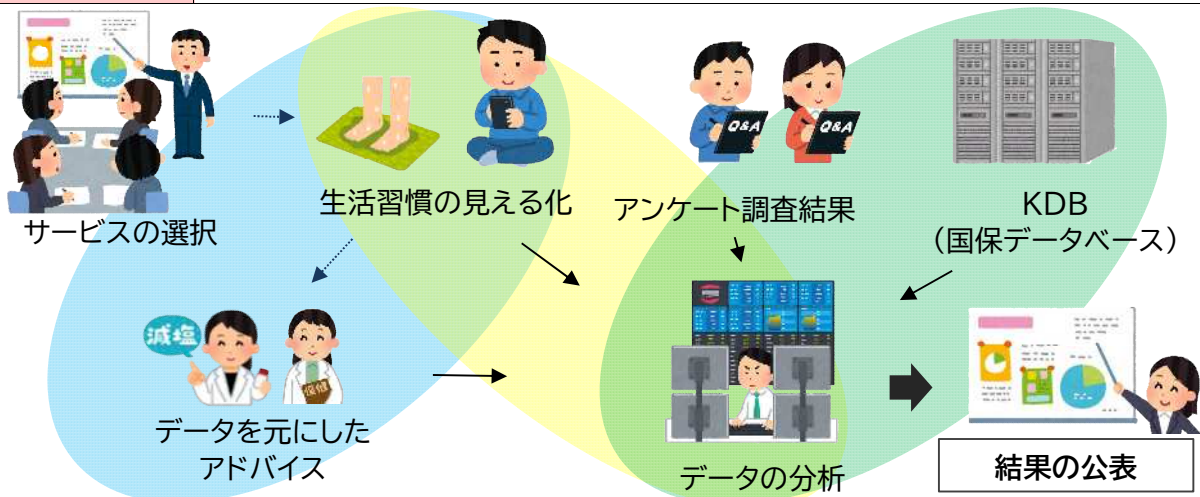 サービスの選択
生活習慣の見える化
Q&A
Q&A
アンケート調査結果
KDB
（国保データベース）
減塩
保健
データを元にした
アドバイス
データの分析
結果の公表